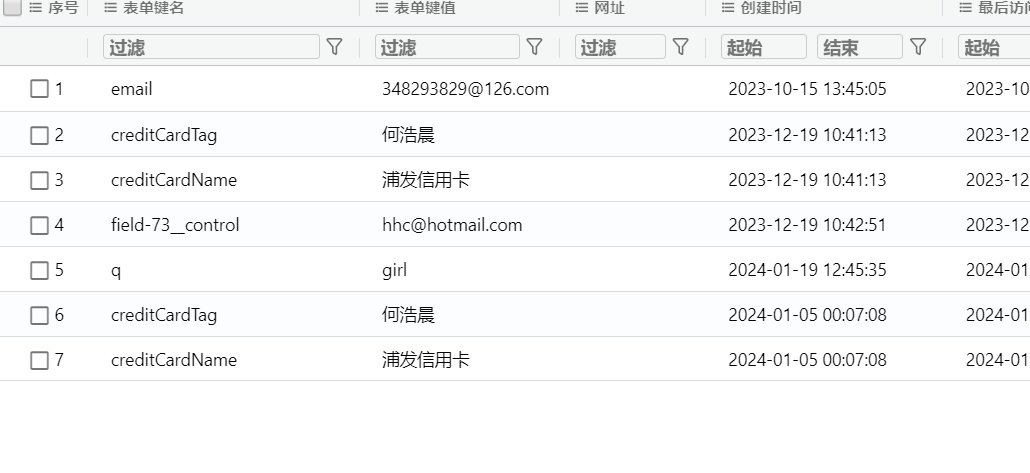 序号 表单键名 表单键值 网址 创建时间 最后访
过滤 过滤 过滤 起始 结束 起始
1 email 348293829@126.com 2023-10-15 13:45:05 2023-10
2 creditCardTag 何浩晨 2023-12-19 10:41:13 2023-12
3 creditCardName 浦发信用卡 2023-12-19 10:41:13 2023-12
4 field-73__control hhc@hotmail.com 2023-12-19 10:42:51 2023-12
5 q girl 2024-01-19 12:45:35 2024-01
6 creditCardTag 何浩晨 2024-01-05 00:07:08 2024-01
7 creditCardName 浦发信用卡 2024-01-05 00:07:08 2024-01